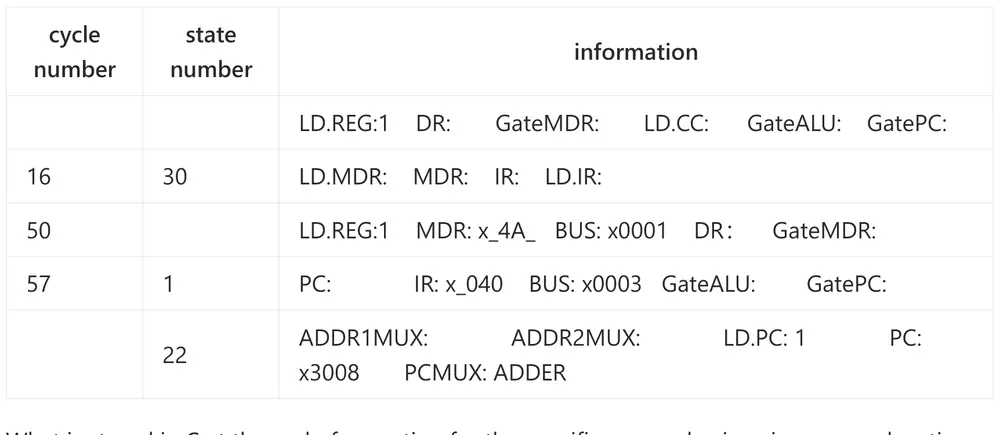 cycle number
state number
information
LD.REG:1 DR: GateMDR: LD.CC: GateALU: GatePC:
16 30 LD.MDR: MDR: IR: LD.IR:
50 LD.REG:1 MDR: x_4A_ BUS: x0001 DR: GateMDR:
57 1 PC: IR: x_040 BUS: x0003 GateALU: GatePC:
22 ADDR1MUX: ADDR2MUX: LD.PC: 1 PC:
x3008 PCMUX: ADDER